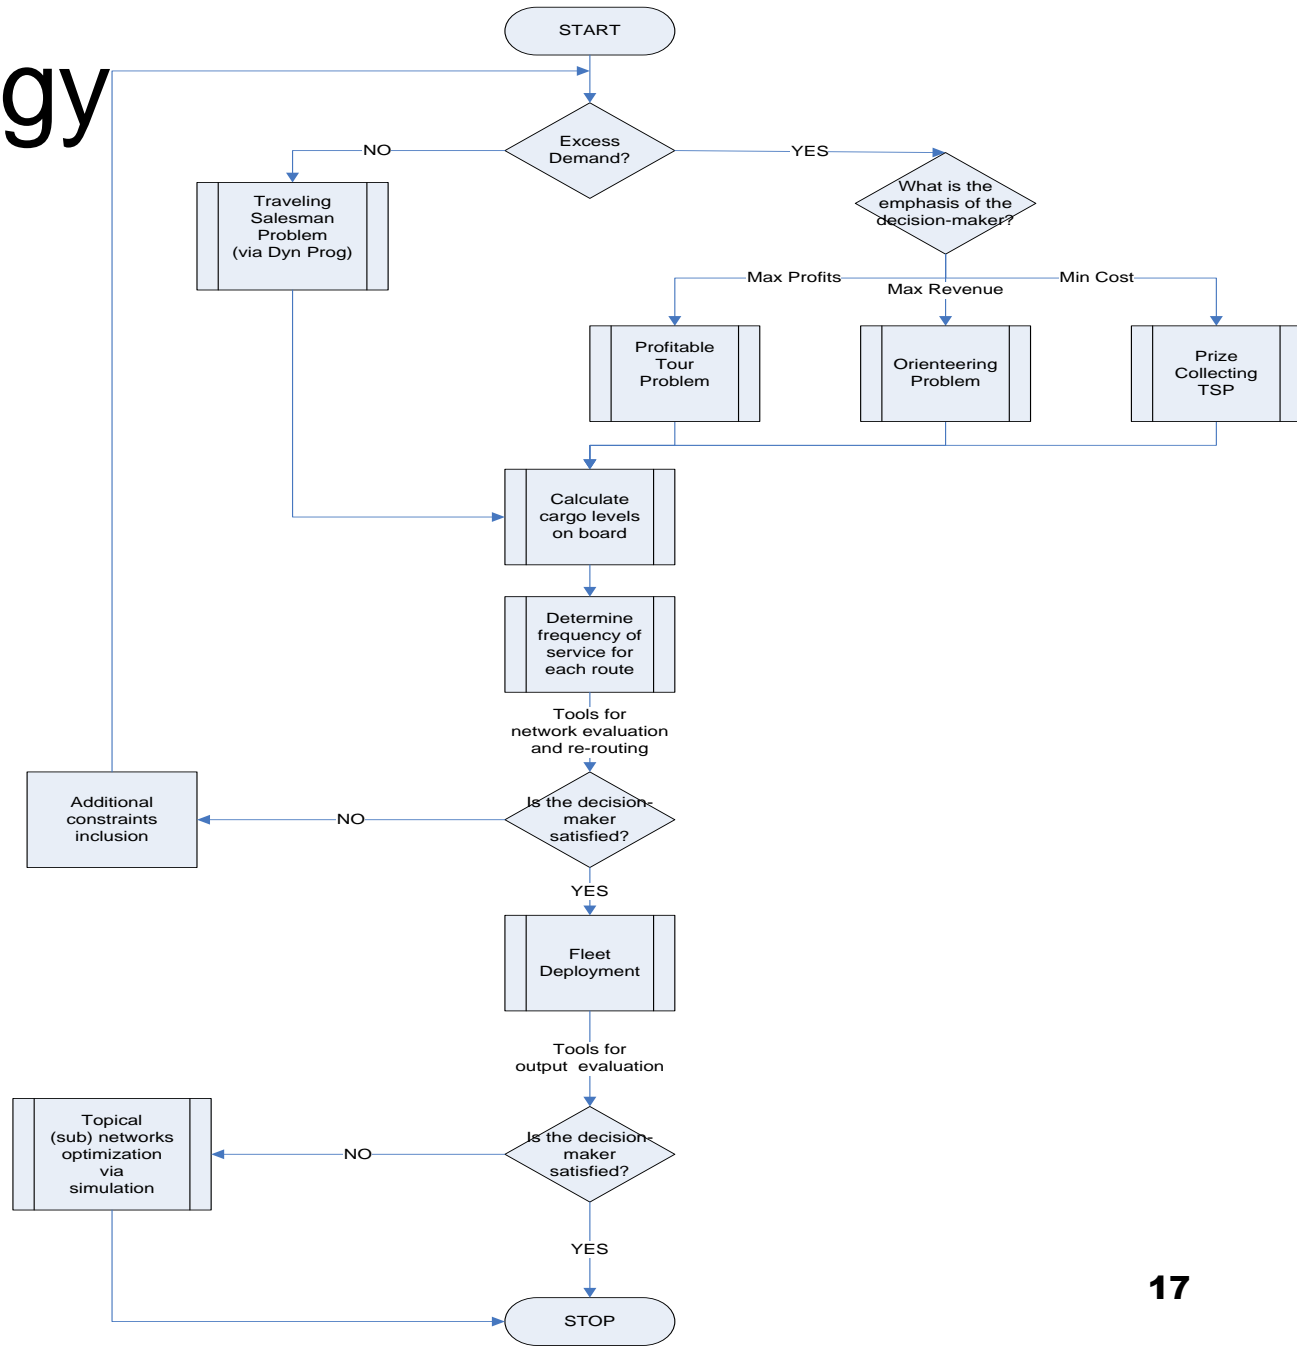 START
gy
Excess
Demand?
NO
YES
Traveling
Salesman
Problem
(via Dyn Prog)
What is the
emphasis of the
decision-maker?
Max Profits
Max Revenue
Min Cost
Profitable
Tour
Problem
Orienteering
Problem
Prize
Collecting
TSP
Calculate
cargo levels
on board
Determine
frequency of
service for
each route
Tools for
network evaluation
and re-routing
Is the decision-
maker
satisfied?
NO
Additional
constraints
inclusion
YES
Fleet
Deployment
Tools for
output  evaluation
Is the decision-
maker
satisfied?
NO
Topical
(sub) networks
optimization
via
simulation
YES
STOP
17